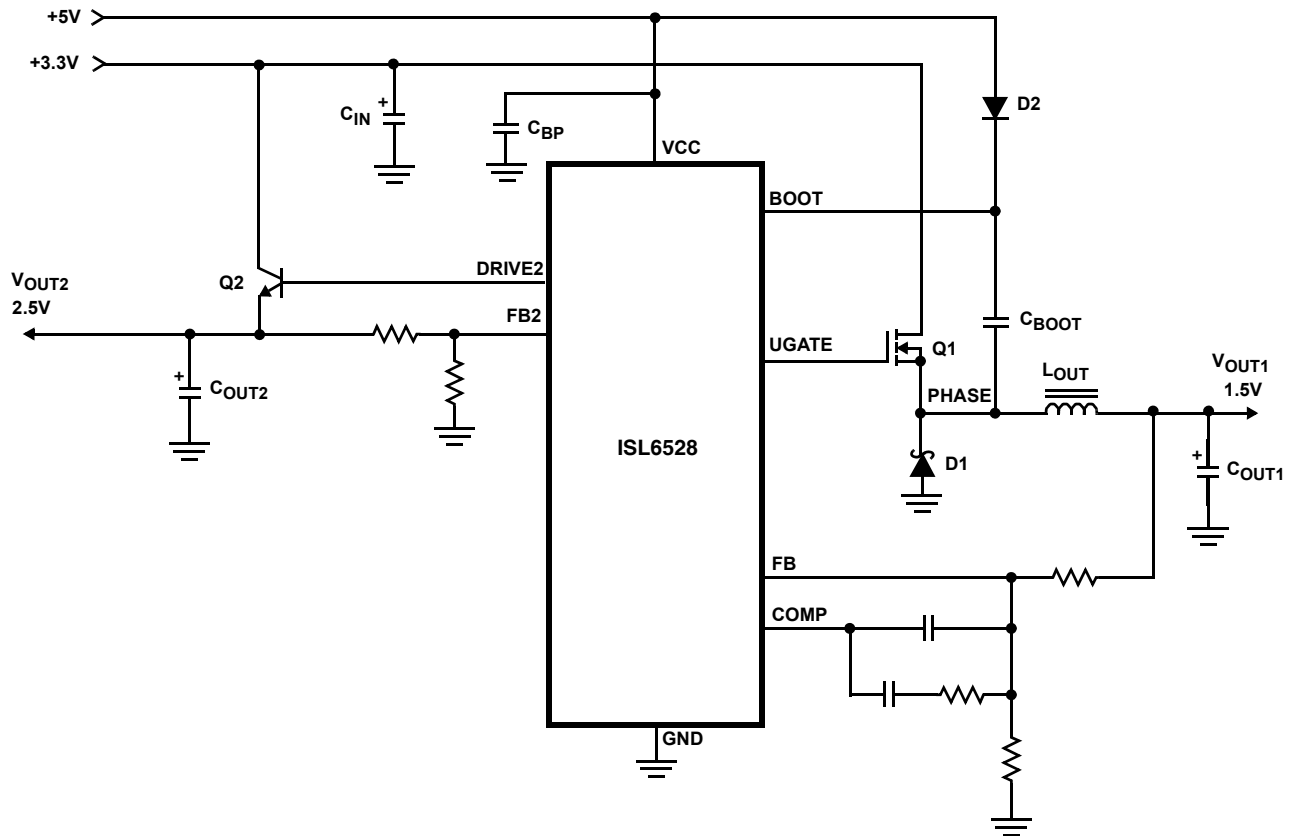 +5V
+3.3V
D2
+
C_IN
C_BP
VCC
BOOT
DRIVE2
Q2
V_OUT2
2.5V
FB2
C_BOOT
UGATE
Q1
L_OUT
V_OUT1
1.5V
+
C_OUT2
PHASE
ISL6528
D1
+
C_OUT1
FB
COMP
GND